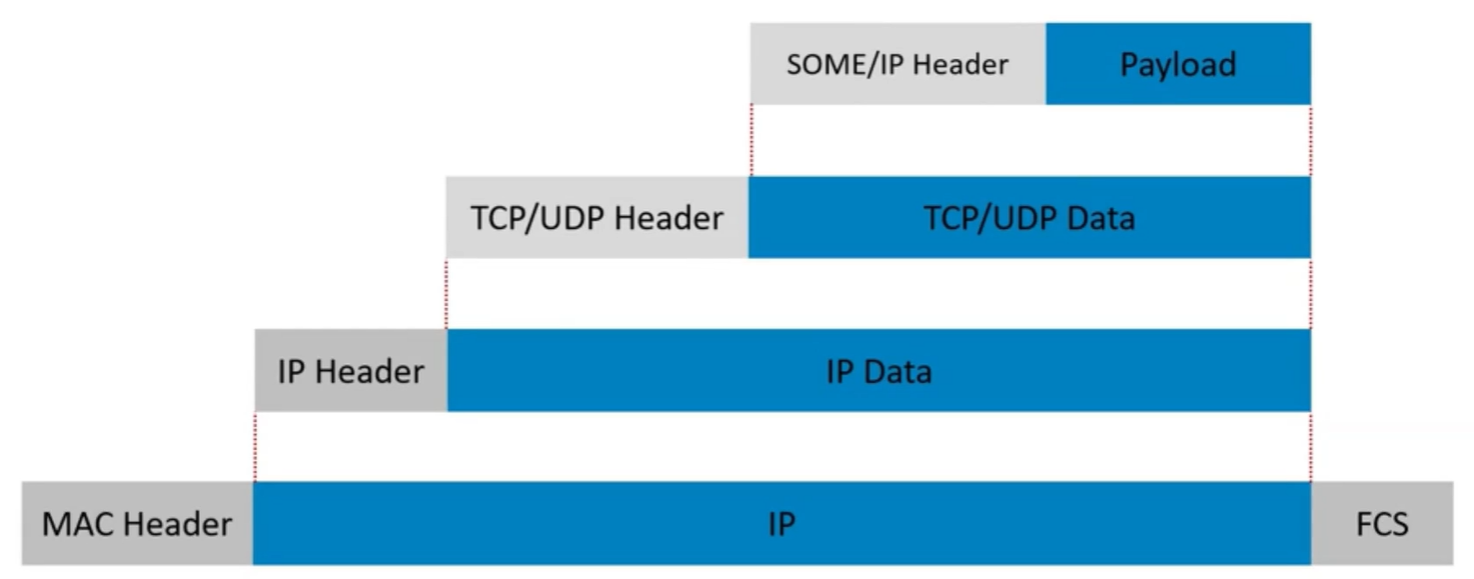 SOME/IP Header
Payload
TCP/UDP Header
TCP/UDP Data
IP Header
IP Data
MAC Header
IP
FCS